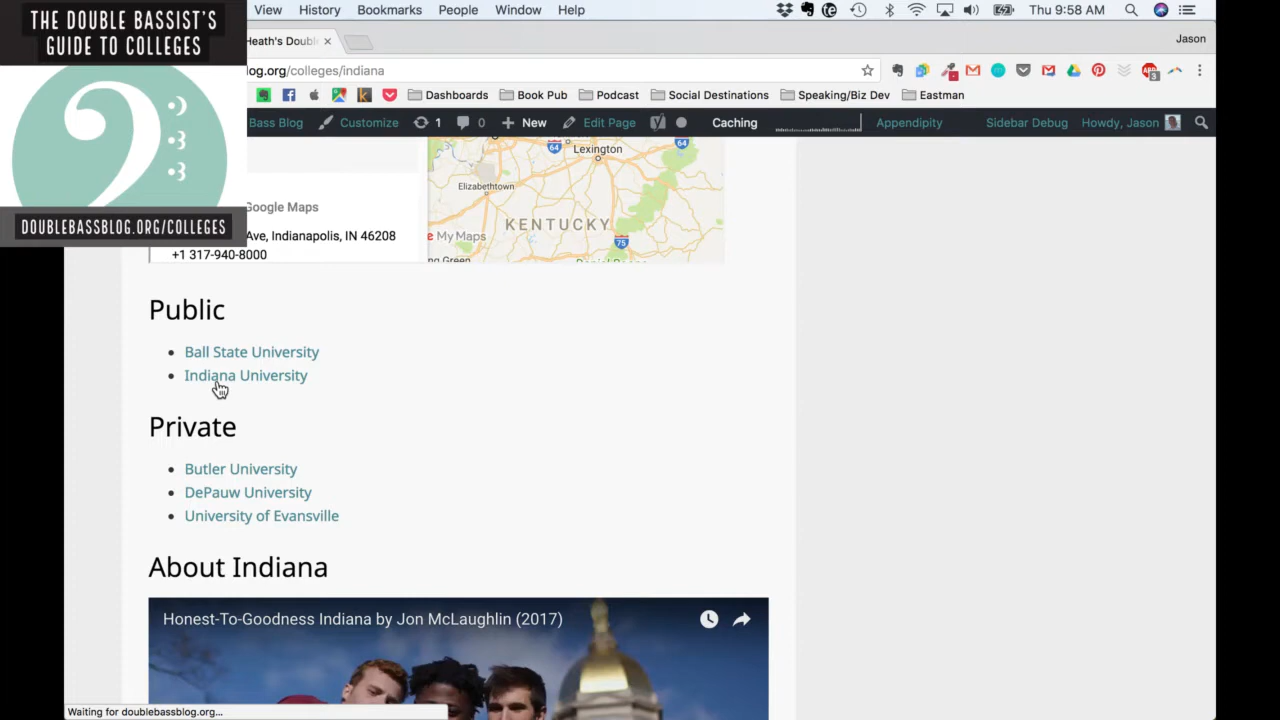 THE DOUBLE BASSIST'S
GUIDE TO COLLEGES
DOUBLEBASSBLOG.ORG/COLLEGES
View History Bookmarks People Window Help Thu 9:58 AM
Heath's Doubl Jason
log.org/colleges/indiana
Dashboards Book Pub Podcast Social Destinations Speaking/Biz Dev Eastman
Bass Blog Customize 1 0 New Edit Page Caching Appendipity Sidebar Debug Howdy, Jason
64 Lexington 64
Elizabethtown
KENTUCKY
75
Google Maps
Ave, Indianapolis, IN 46208
+1 317-940-8000
e My Maps
Public
Ball State University
Indiana University
Private
Butler University
DePauw University
University of Evansville
About Indiana
Honest-To-Goodness Indiana by Jon McLaughlin (2017)
Waiting for doublebassblog.org...